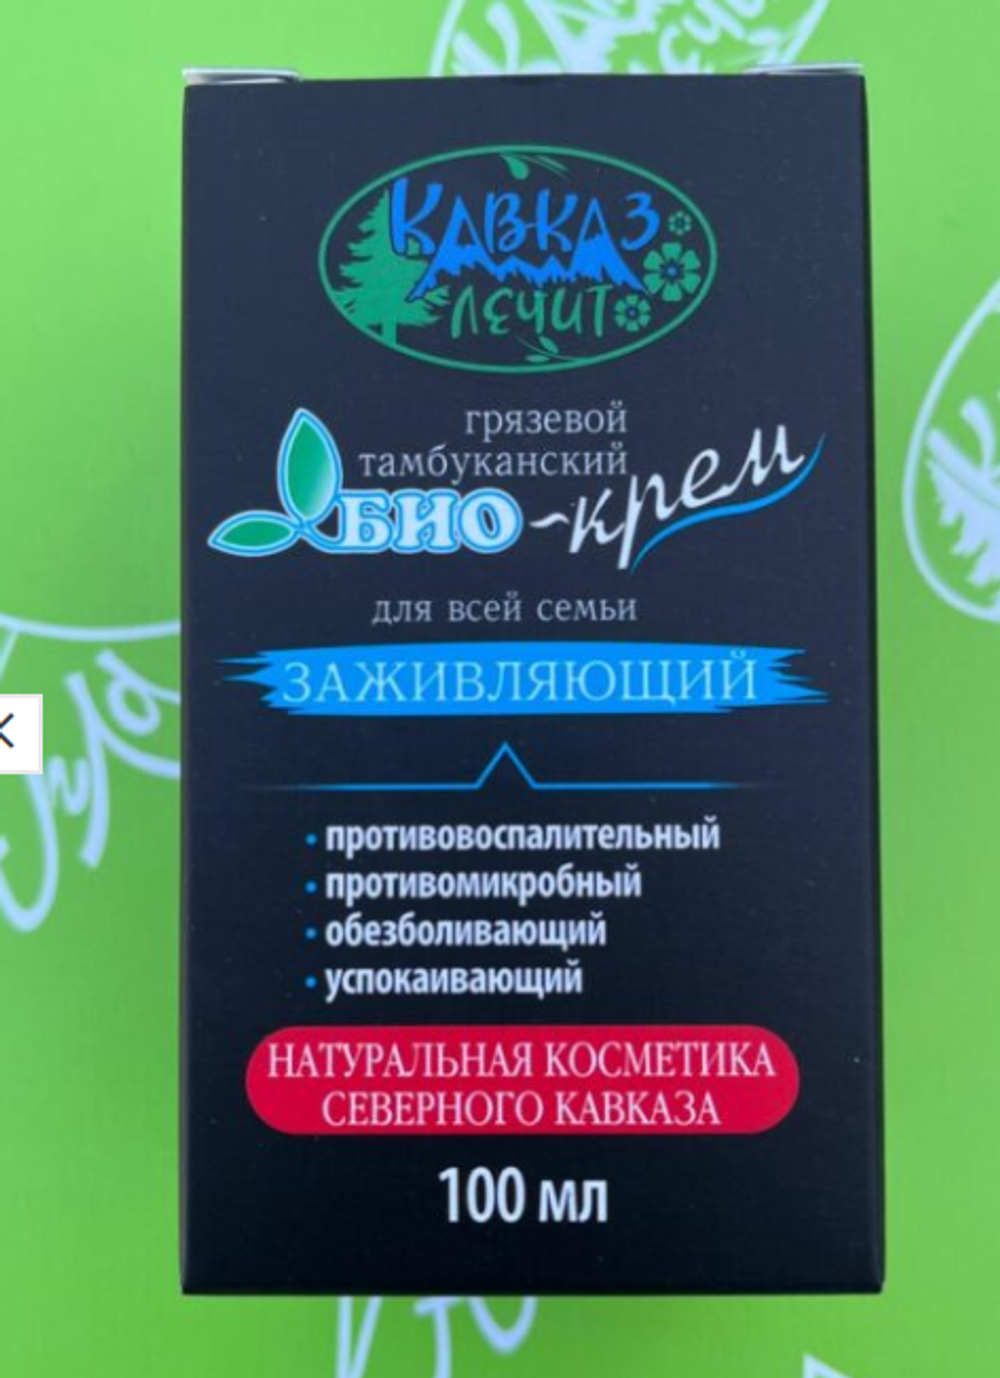 КАВКАЗ
ЛЕЧИТ
грязевой
тамбуканский
БИО-крем
для всей семьи
ЗАЖИВЛЯЮЩИЙ
• противовоспалительный
• противомикробный
• обезболивающий
• успокаивающий
НАТУРАЛЬНАЯ КОСМЕТИКА
СЕВЕРНОГО КАВКАЗА
100 мл